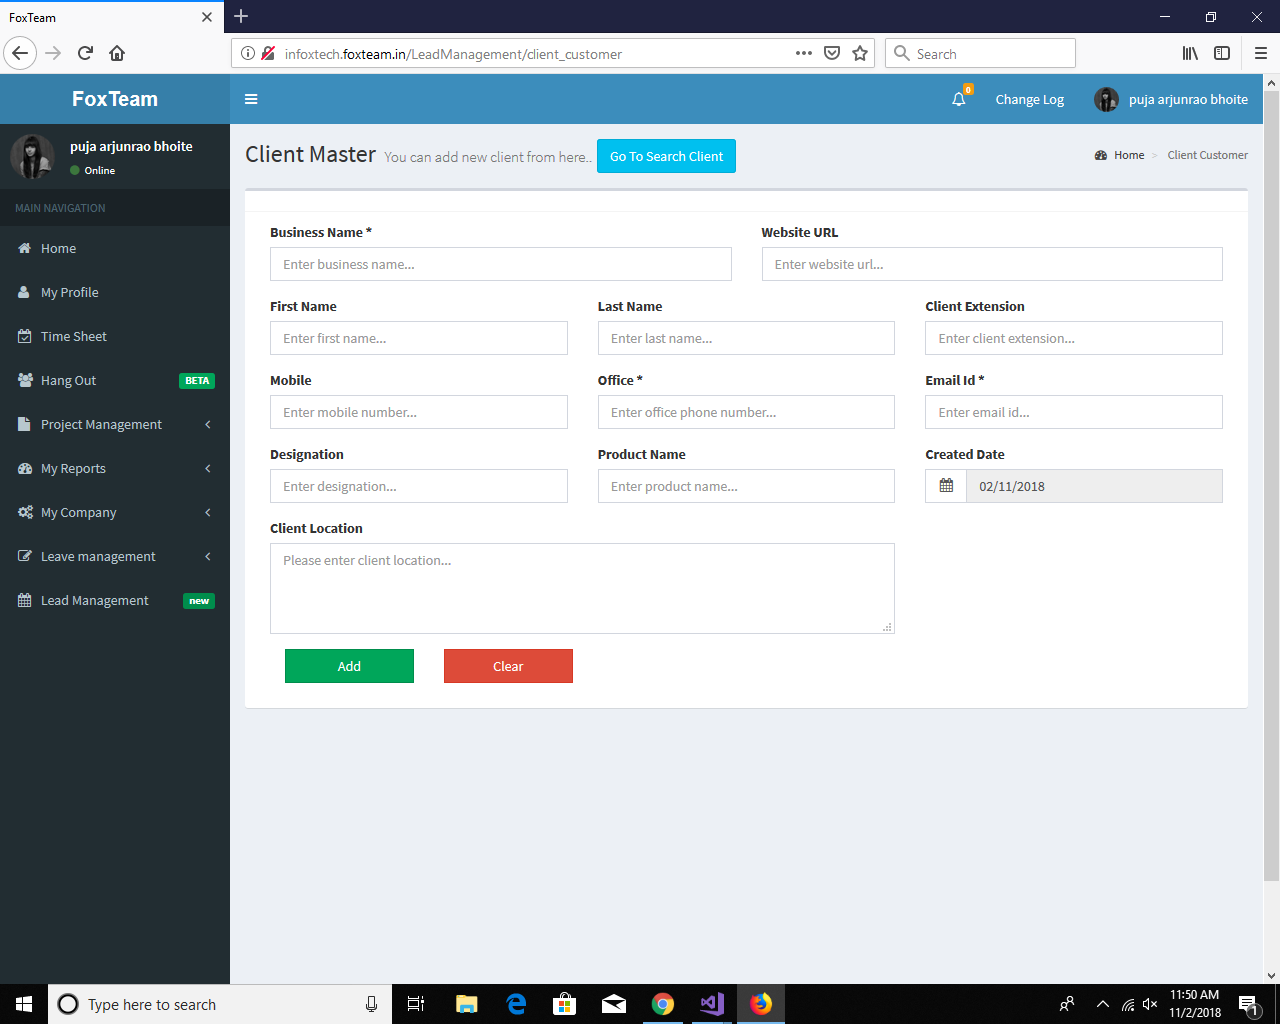 FoxTeam
infoxtech.foxteam.in/LeadManagement/client_customer
Search
FoxTeam
0
Change Log
puja arjunrao bhoite
puja arjunrao bhoite
Online
MAIN NAVIGATION
Home
My Profile
Time Sheet
Hang Out BETA
Project Management
My Reports
My Company
Leave management
Lead Management new
Client Master You can add new client from here.. Go To Search Client
Home > Client Customer
Business Name * Website URL
Enter business name... Enter website url...
First Name Last Name Client Extension
Enter first name... Enter last name... Enter client extension...
Mobile Office * Email Id *
Enter mobile number... Enter office phone number... Enter email id...
Designation Product Name Created Date
Enter designation... Enter product name... 02/11/2018
Client Location
Please enter client location...
Add Clear
Type here to search
11:50 AM
11/2/2018
1